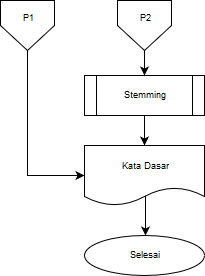 P1
P2
Stemming
Kata Dasar
Selesai